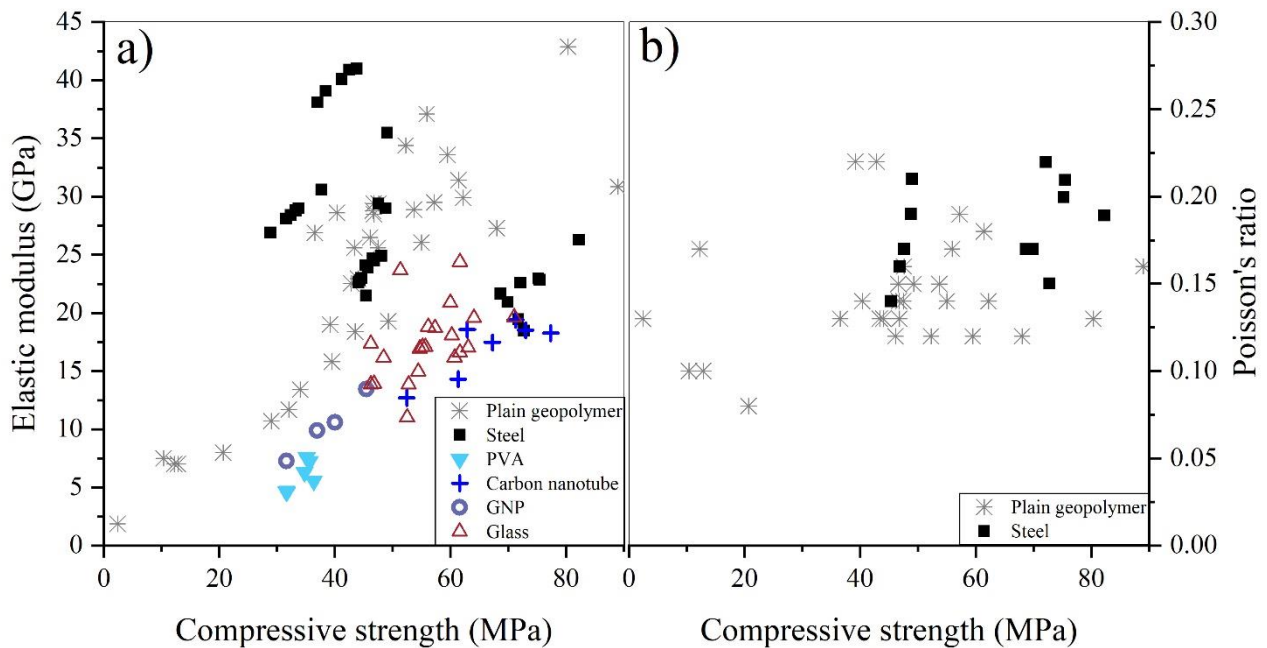 a)
b)
45
40
35
30
25
20
15
10
5
0
Elastic modulus (GPa)
Plain geopolymer
Steel
PVA
Carbon nanotube
GNP
Glass
0
20
40
60
80
Compressive strength (MPa)
Plain geopolymer
Steel
20
40
60
80
Compressive strength (MPa)
0.30
0.25
0.20
0.15
0.10
0.05
0.00
Poisson's ratio